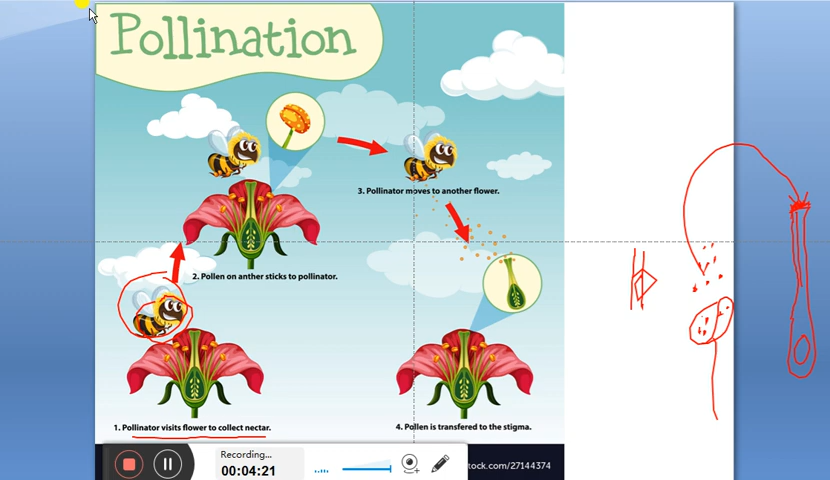 Pollination
3. Pollinator moves to another flower.
2. Pollen on anther sticks to pollinator.
1. Pollinator visits flower to collect nectar.
4. Pollen is transfered to the stigma.
Recording...
00:04:21
tock.com/27144374